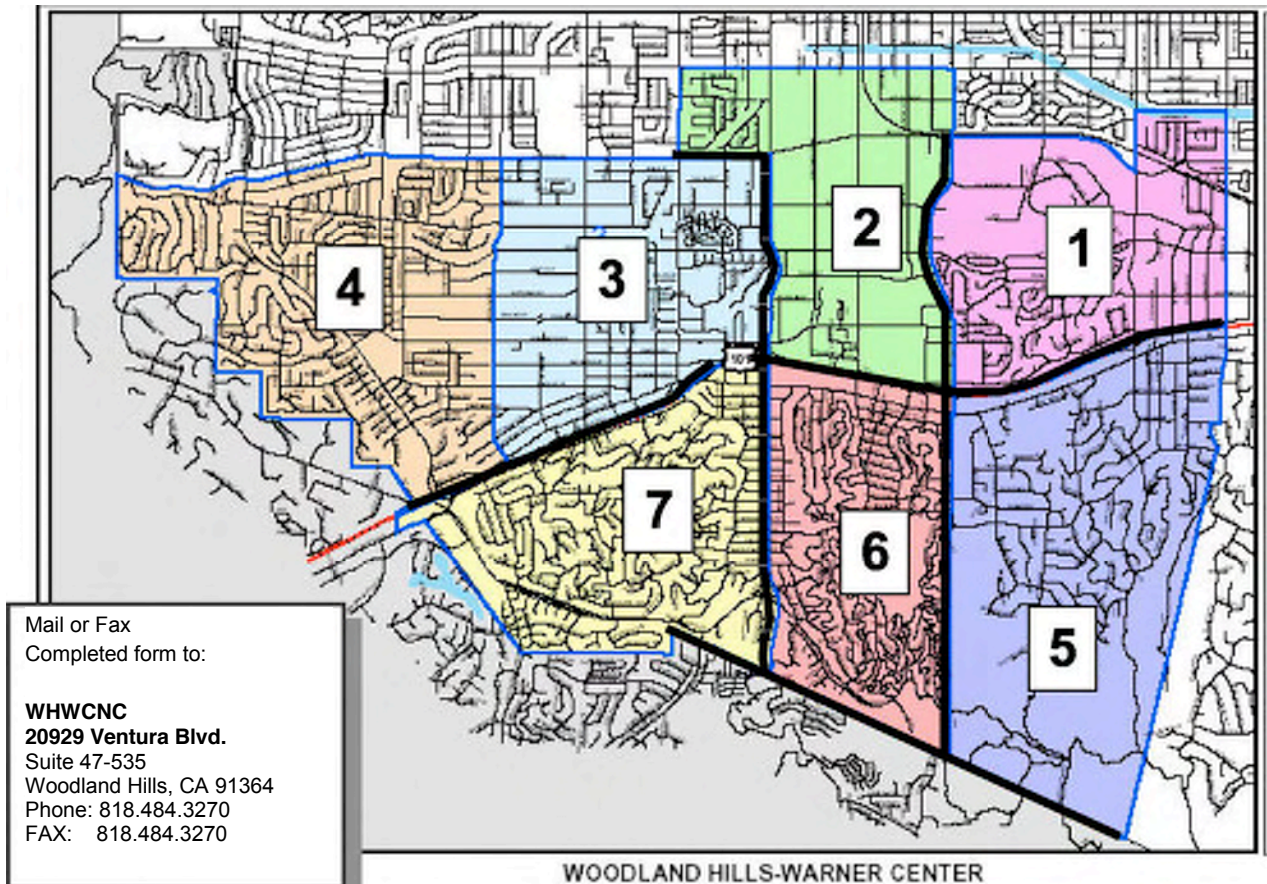 2
1
3
4
101
7
6
5
Mail or Fax
Completed form to:
WHWCNC
20929 Ventura Blvd.
Suite 47-535
Woodland Hills, CA 91364
Phone: 818.484.3270
FAX: 818.484.3270
WOODLAND HILLS-WARNER CENTER